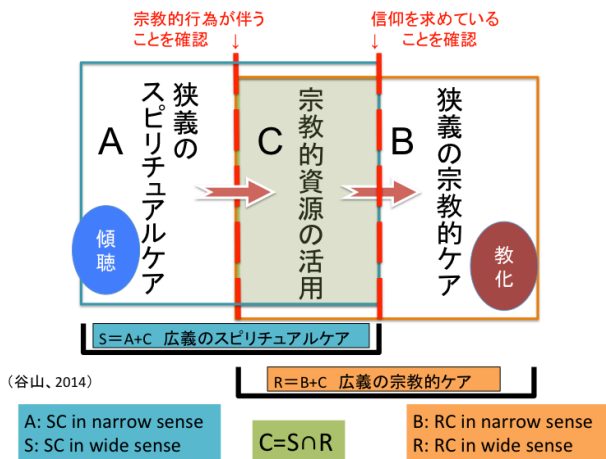 宗教的行為が伴う
ことを確認
↓
信仰を求めている
ことを確認
↓
A
狭義の
スピリチュアルケア
傾聴
C
宗教的資源の活用
B
狭義の宗教的ケア
教化
S＝A+C 広義のスピリチュアルケア
（谷山、2014）
R＝B+C 広義の宗教的ケア
A: SC in narrow sense
S: SC in wide sense
C=S∩R
B: RC in narrow sense
R: RC in wide sense